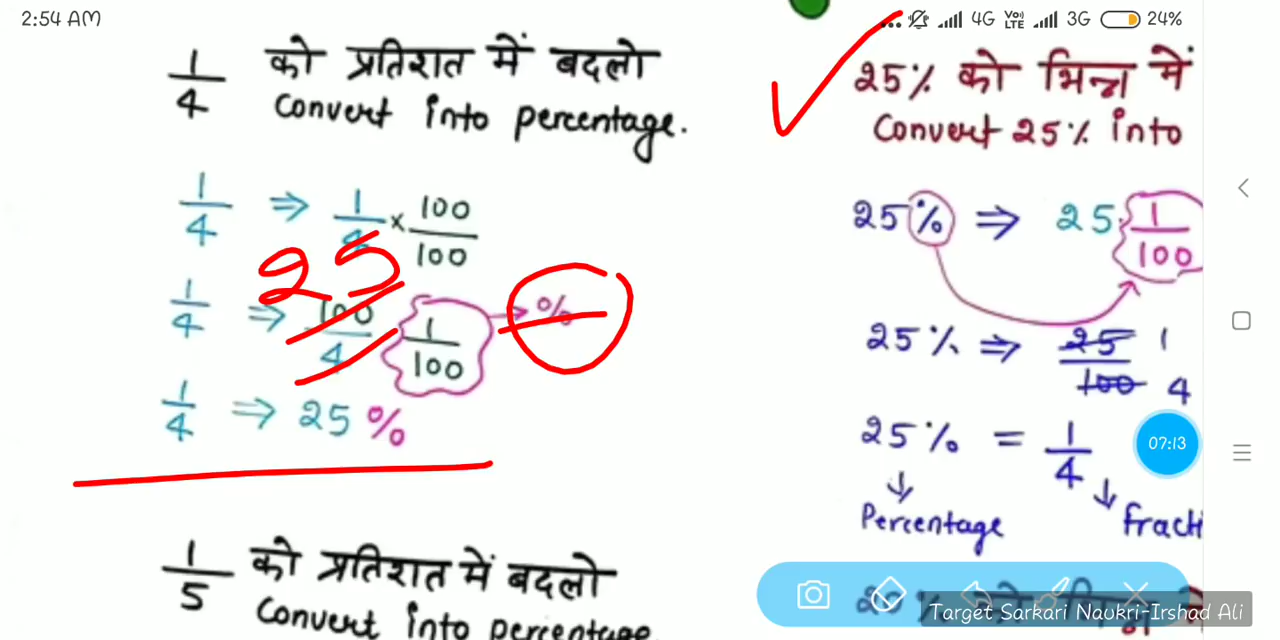 2:54 AM
4G VoLTE 3G 24%
1/4 को प्रतिशत में बदलो
Convert into percentage.
1/4 ⇒ 1/4 × 100/100
25
1/4 ⇒ 100/4 1/100 → %
1/4 ⇒ 25 %
1/5 को प्रतिशत में बदलो
Convert into percentage.
25% को भिन्न में
Convert 25% into
25% ⇒ 25. 1/100
25% ⇒ 25/100 1 4
25% = 1/4
Percentage
Fracti
07:13
20%
Target Sarkari Naukri-Irshad Ali